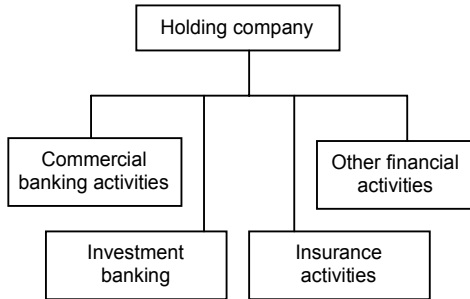 Holding company
Commercial
banking activities
Other financial
activities
Investment
banking
Insurance
activities